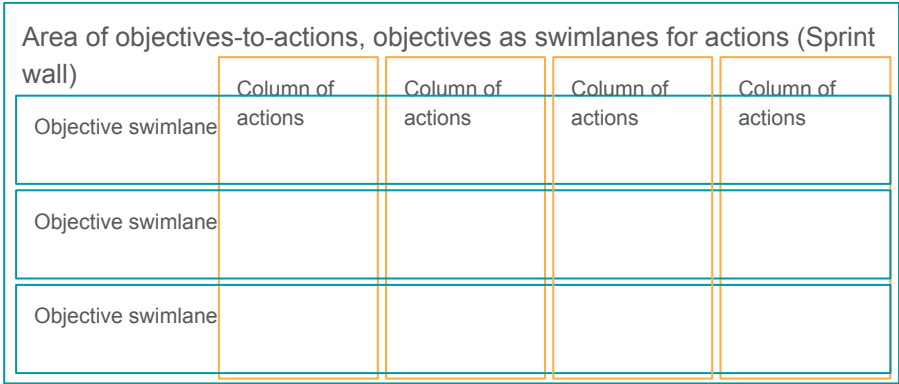 Area of objectives-to-actions, objectives as swimlanes for actions (Sprint
wall)
Column of
actions
Column of
actions
Column of
actions
Column of
actions
Objective swimlane
Objective swimlane
Objective swimlane